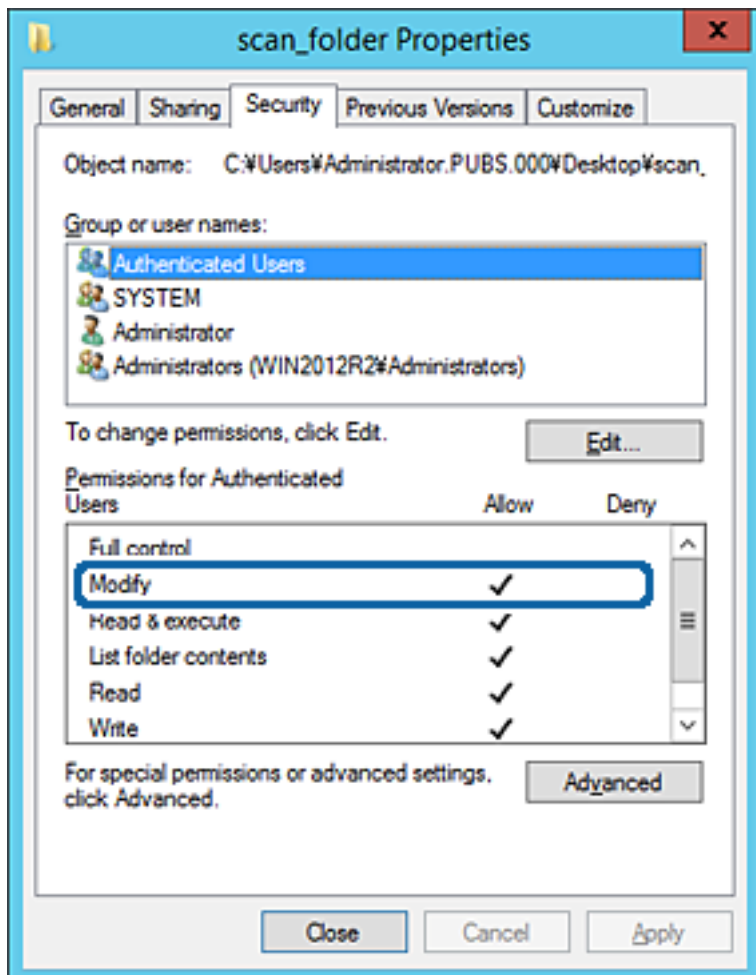 scan_folder Properties
x
General Sharing Security Previous Versions Customize
Object name: C:¥Users¥Administrator.PUBS.000¥Desktop¥scan_
Group or user names:
Authenticated Users
SYSTEM
Administrator
Administrators (WIN2012R2¥Administrators)
To change permissions, click Edit.
Edit...
Permissions for Authenticated
Users Allow Deny
Full control
Modify
Read & execute
List folder contents
Read
Write
For special permissions or advanced settings,
click Advanced.
Advanced
Close Cancel Apply